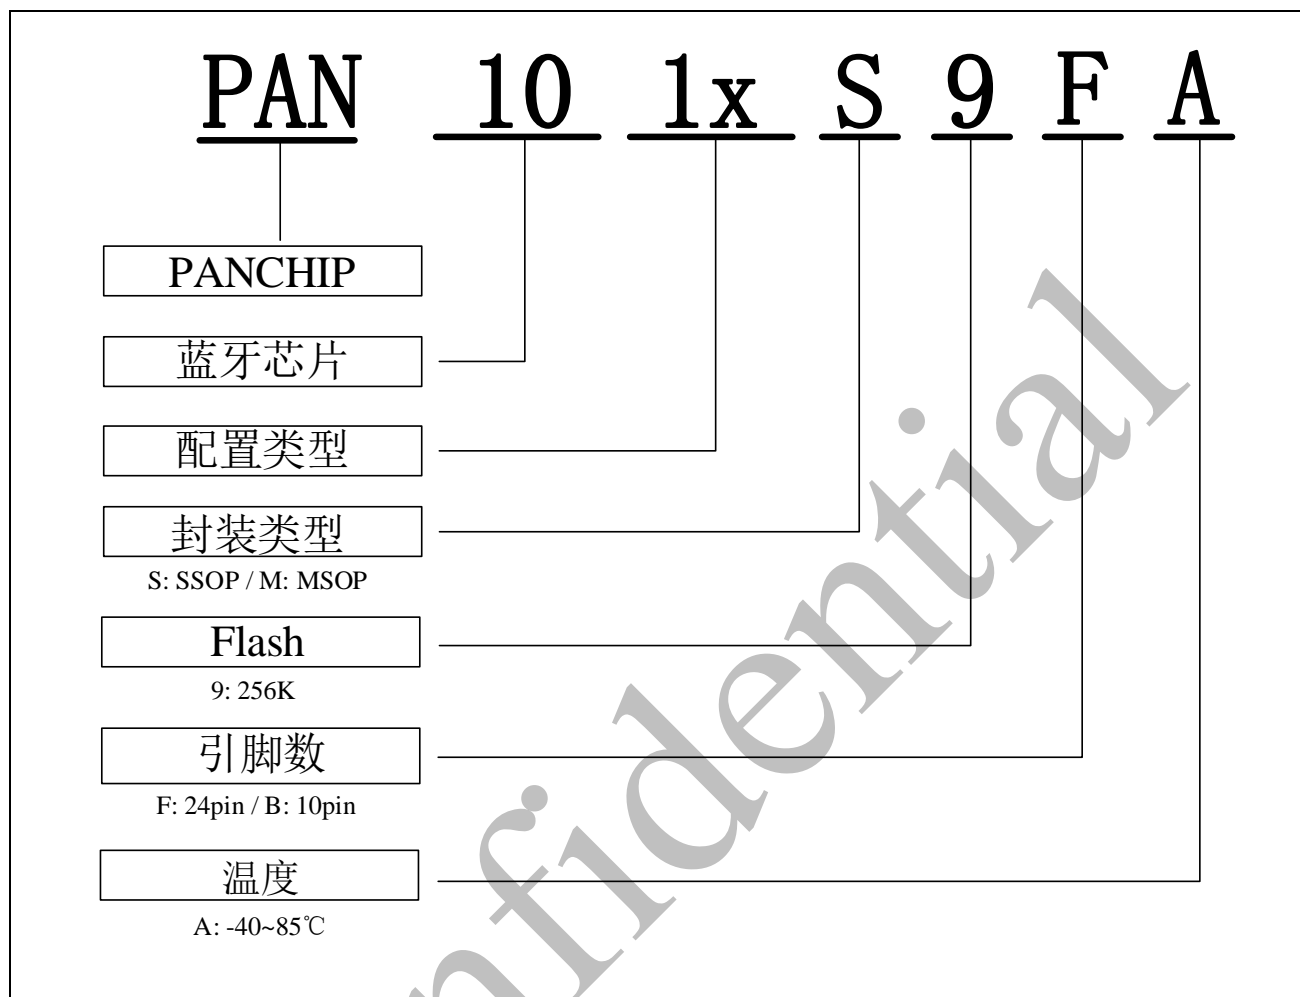 PAN 10 1x S 9 F A
PANCHIP
蓝牙芯片
配置类型
封装类型
S: SSOP / M: MSOP
Flash
9: 256K
引脚数
F: 24pin / B: 10pin
温度
A: -40~85℃
nfidential